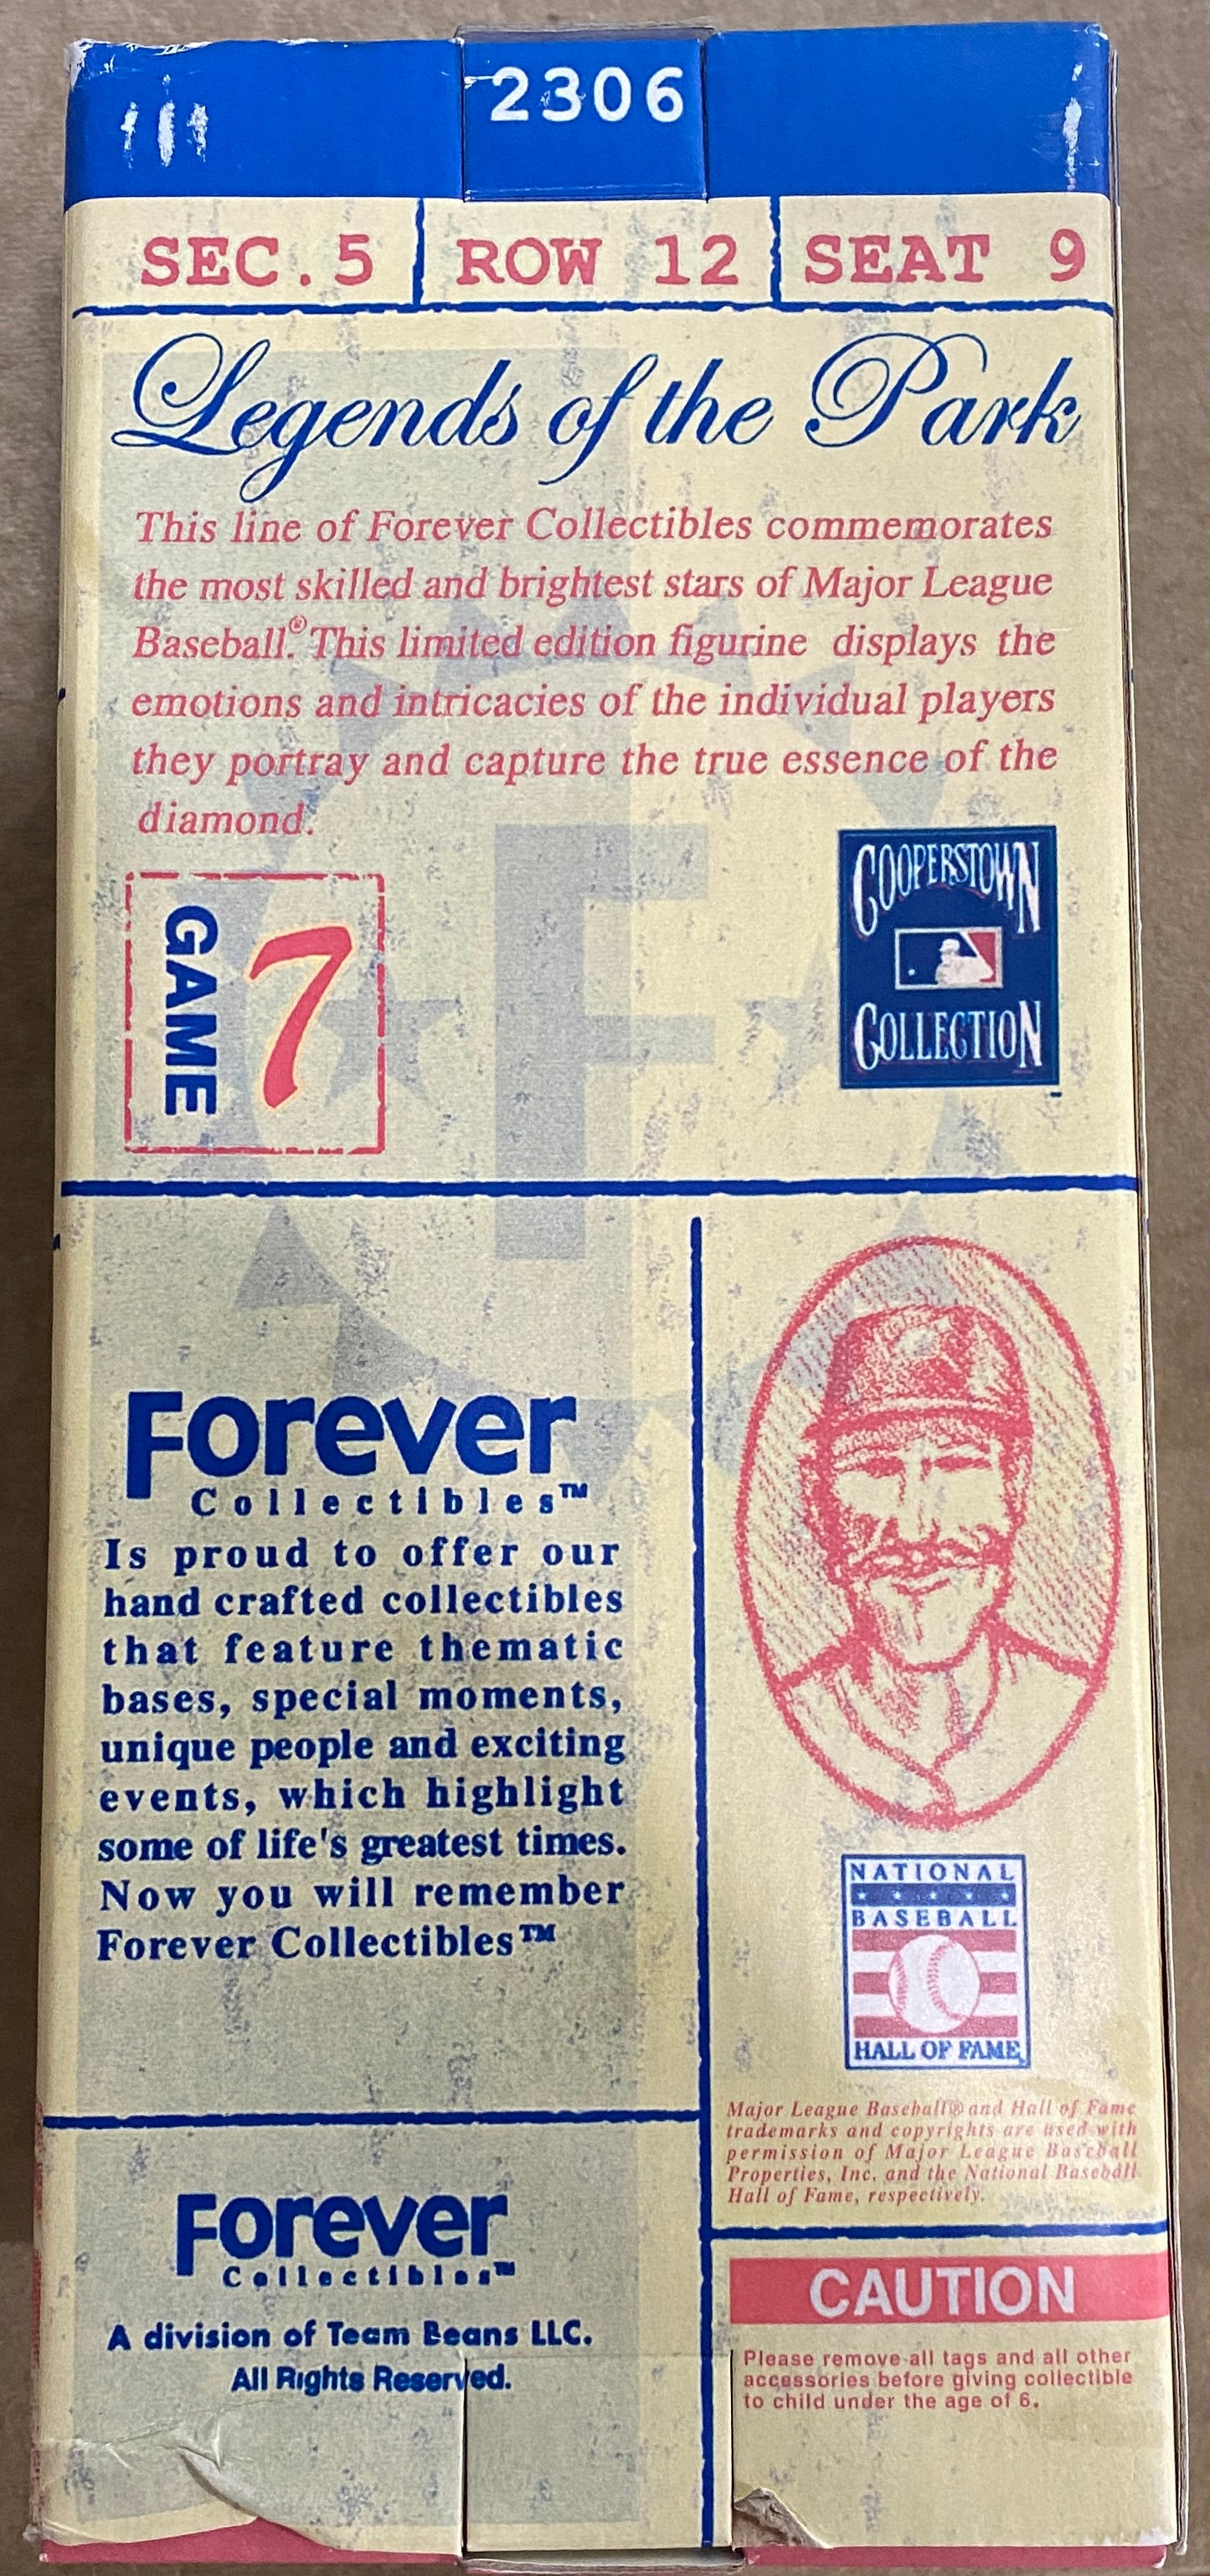 2306
SEC.5 ROW 12 SEAT 9
Legends of the Park
This line of Forever Collectibles commemorates
the most skilled and brightest stars of Major League
Baseball.® This limited edition figurine displays the
emotions and intricacies of the individual players
they portray and capture the true essence of the
diamond.
GAME 7
COOPERSTOWN
COLLECTION
F
Forever
Collectibles™
Is proud to offer our
hand crafted collectibles
that feature thematic
bases, special moments,
unique people and exciting
events, which highlight
some of life's greatest times.
Now you will remember
Forever Collectibles™
NATIONAL
BASEBALL
HALL OF FAME
Major League Baseball® and Hall of Fame
trademarks and copyrights are used with
permission of Major League Baseball
Properties, Inc. and the National Baseball
Hall of Fame, respectively.
Forever
Collectibles™
A division of Team Beans LLC.
All Rights Reserved.
CAUTION
Please remove all tags and all other
accessories before giving collectible
to child under the age of 6.